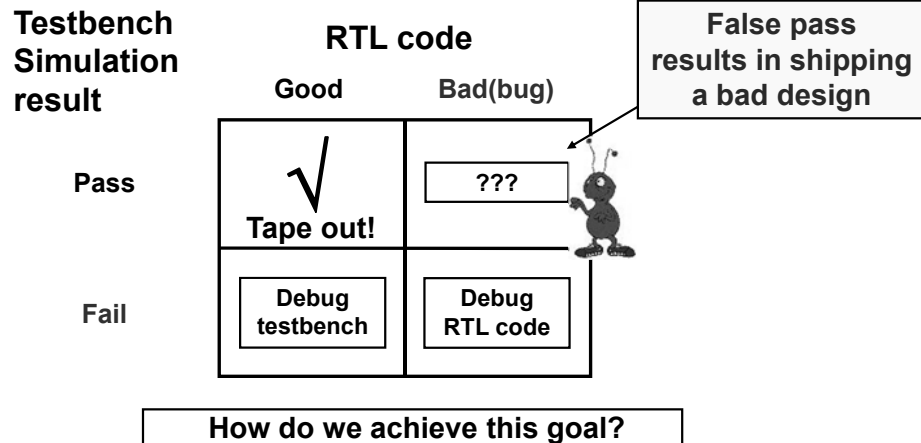 Testbench
Simulation
result
RTL code
Good
Bad(bug)
False pass
results in shipping
a bad design
Pass
√
Tape out!
???
Fail
Debug
testbench
Debug
RTL code
How do we achieve this goal?